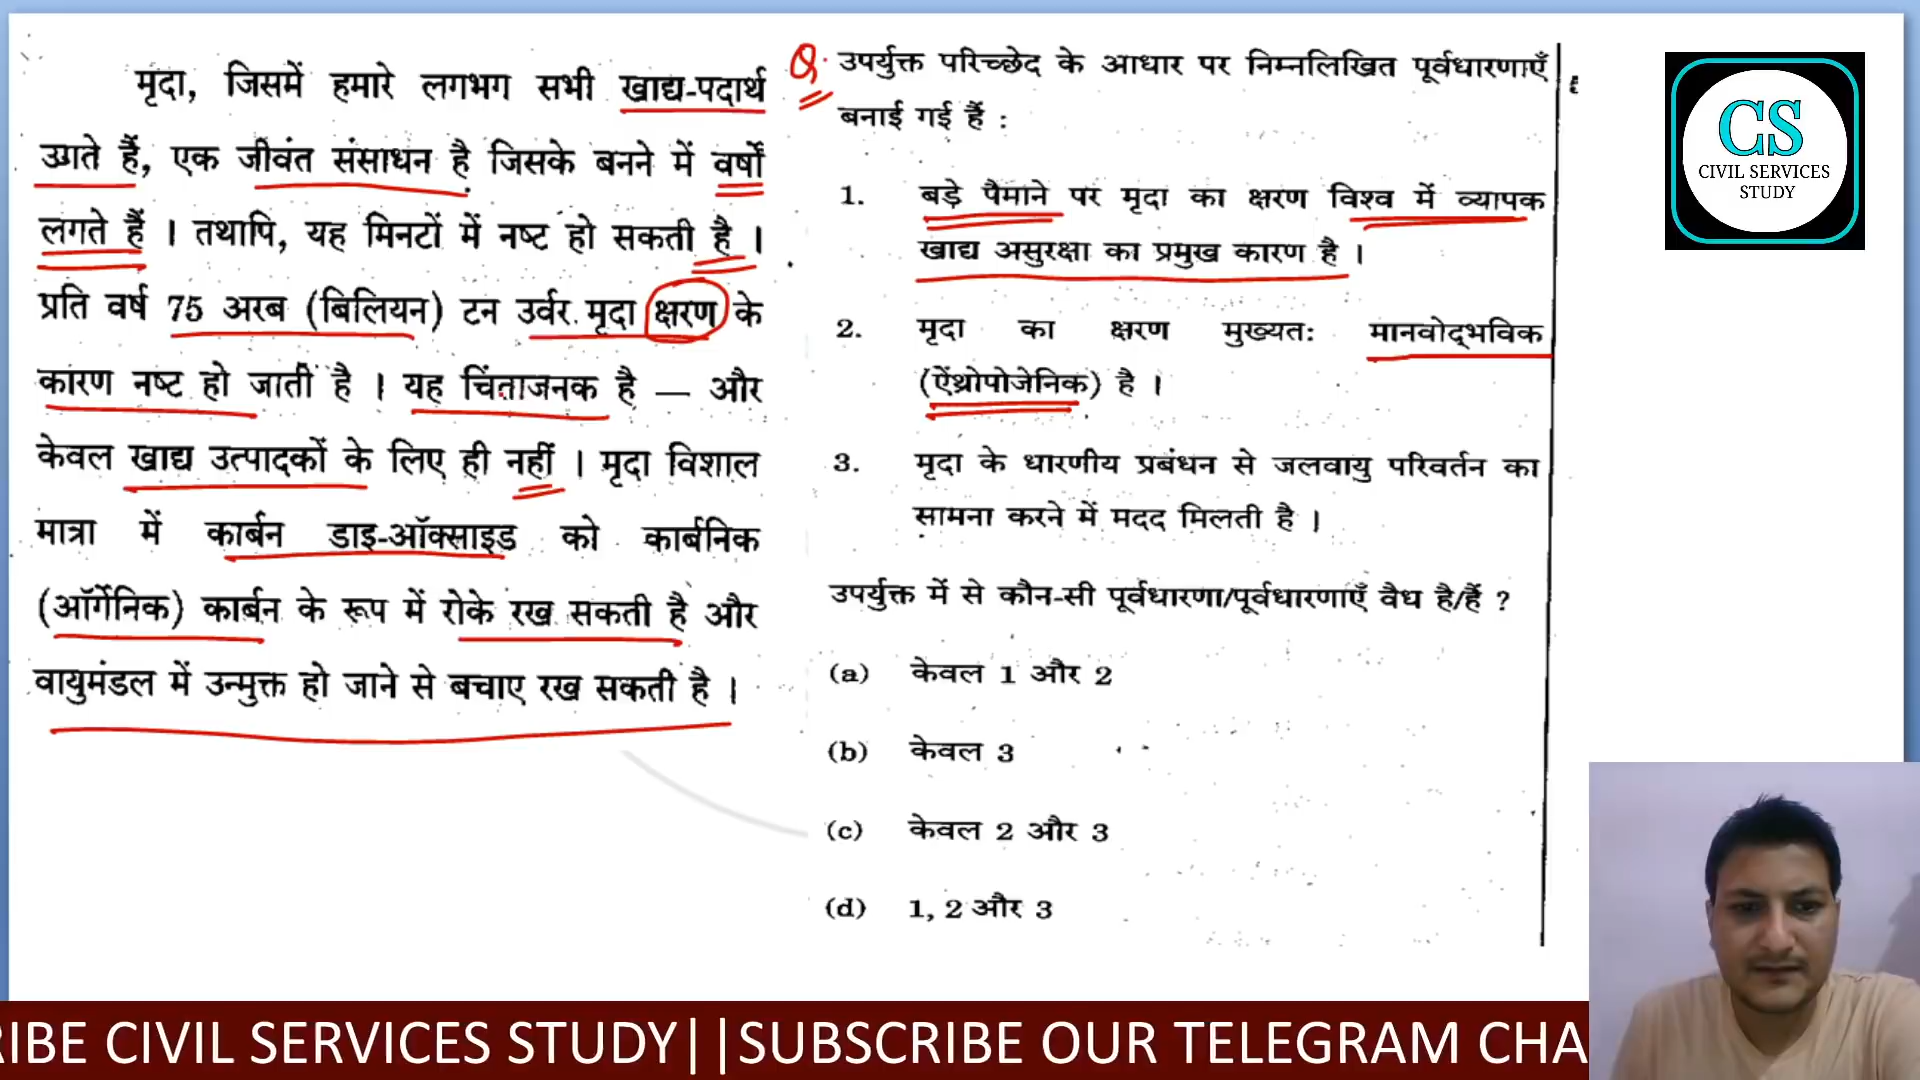 मृदा, जिसमें हमारे लगभग सभी खाद्य-पदार्थ
उगते हैं, एक जीवंत संसाधन है जिसके बनने में वर्षों
लगते हैं । तथापि, यह मिनटों में नष्ट हो सकती है ।
प्रति वर्ष 75 अरब (बिलियन) टन उर्वर मृदा क्षरण के
कारण नष्ट हो जाती है । यह चिंताजनक है — और
केवल खाद्य उत्पादकों के लिए ही नहीं । मृदा विशाल
मात्रा में कार्बन डाइ-ऑक्साइड को कार्बनिक
(ऑर्गेनिक) कार्बन के रूप में रोके रख सकती है और
वायुमंडल में उन्मुक्त हो जाने से बचाए रख सकती है ।
Q. उपर्युक्त परिच्छेद के आधार पर निम्नलिखित पूर्वधारणाएँ
बनाई गई हैं :
1. बड़े पैमाने पर मृदा का क्षरण विश्व में व्यापक
खाद्य असुरक्षा का प्रमुख कारण है ।
2. मृदा का क्षरण मुख्यतः मानवोद्‌भविक
(ऐंथ्रोपोजेनिक) है ।
3. मृदा के धारणीय प्रबंधन से जलवायु परिवर्तन का
सामना करने में मदद मिलती है ।
उपर्युक्त में से कौन-सी पूर्वधारणा/पूर्वधारणाएँ वैध है/हैं ?
(a) केवल 1 और 2
(b) केवल 3
(c) केवल 2 और 3
(d) 1, 2 और 3
CS
CIVIL SERVICES
STUDY
RIBE CIVIL SERVICES STUDY||SUBSCRIBE OUR TELEGRAM CHA